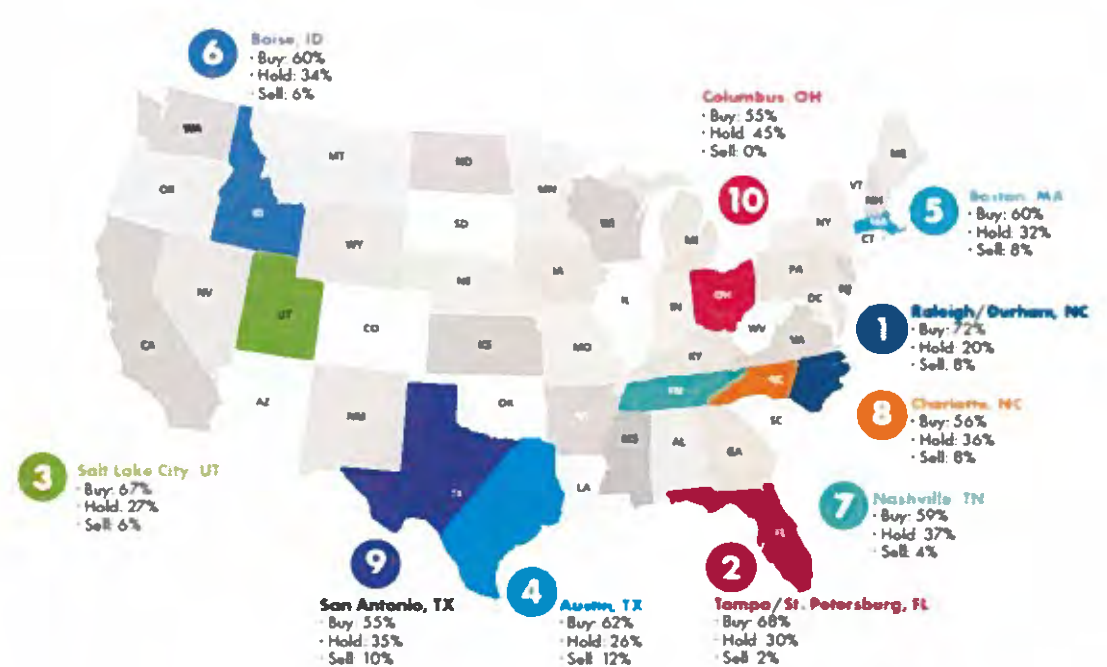 6
Boise, ID
· Buy: 60%
· Hold: 34%
· Sell: 6%
Columbus OH
· Buy: 55%
· Hold 45%
· Sell: 0%
10
5
Boston, MA
· Buy: 60%
· Hold: 32%
· Sell: 8%
1
Raleigh/Durham, NC
· Buy: 72%
· Hold 20%
· Sell: 8%
8
Charlotte, NC
· Buy: 56%
· Hold: 36%
· Sell: 8%
7
Nashville TN
· Buy: 59%
· Hold 37%
· Sell: 4%
3
Salt Lake City UT
· Buy: 67%
· Hold: 27%
· Sell: 6%
9
San Antonio, TX
· Buy 55%
· Hold: 35%
· Sell 10%
4
Austin, TX
· Buy: 62%
· Hold: 26%
· Sell 12%
2
Tampa/St. Petersburg, FL
· Buy: 68%
· Hold: 30%
· Sell 2%
WA
MT
ND
MN
OR
ID
WY
SD
WI
MI
NY
VT
NH
ME
MA
CT
NV
UT
CO
NE
IA
IL
IN
OH
PA
NJ
DC
WV
VA
CA
KS
MO
KY
AZ
NM
OK
TN
NC
SC
TX
LA
MS
AL
GA
FL